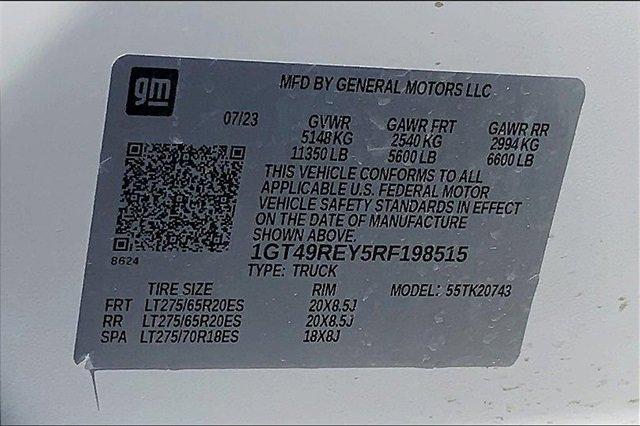 gm
MFD BY GENERAL MOTORS LLC
07/23 GVWR GAWR FRT GAWR RR
5148 KG 2540 KG 2994 KG
11350 LB 5600 LB 6600 LB
THIS VEHICLE CONFORMS TO ALL
APPLICABLE U.S. FEDERAL MOTOR
VEHICLE SAFETY STANDARDS IN EFFECT
ON THE DATE OF MANUFACTURE
SHOWN ABOVE.
8624
1GT49REY5RF198515
TYPE: TRUCK
TIRE SIZE RIM MODEL: 55TK20743
FRT LT275/65R20ES 20X8.5J
RR LT275/65R20ES 20X8.5J
SPA LT275/70R18ES 18X8J